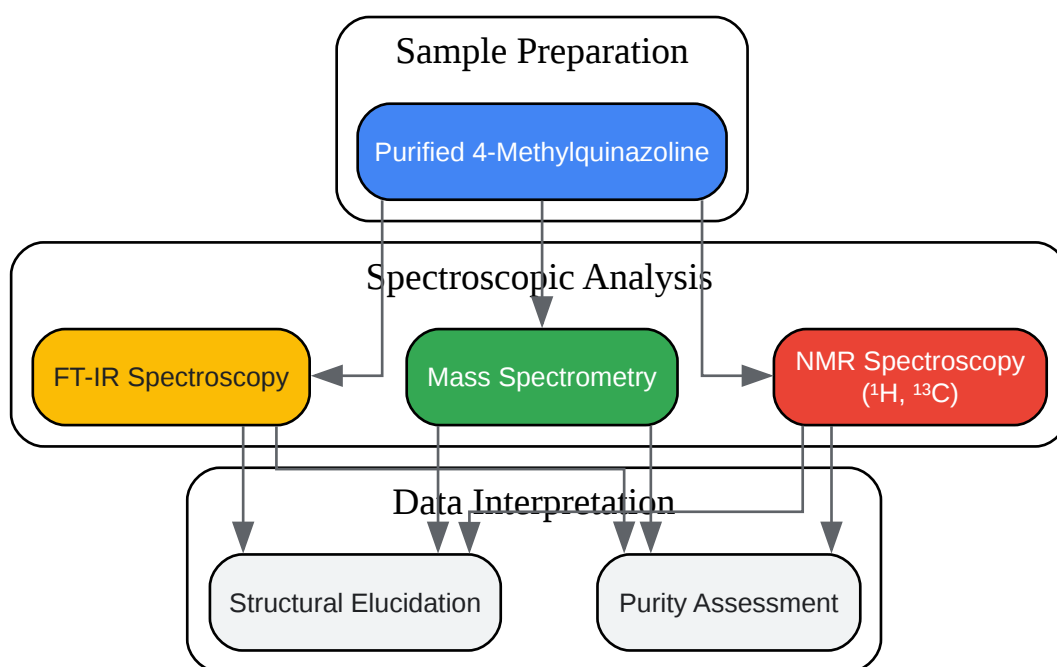 Sample Preparation
Purified 4-Methylquinazoline
Spectroscopic Analysis
FT-IR Spectroscopy
Mass Spectrometry
NMR Spectroscopy
(¹H, ¹³C)
Data Interpretation
Structural Elucidation
Purity Assessment